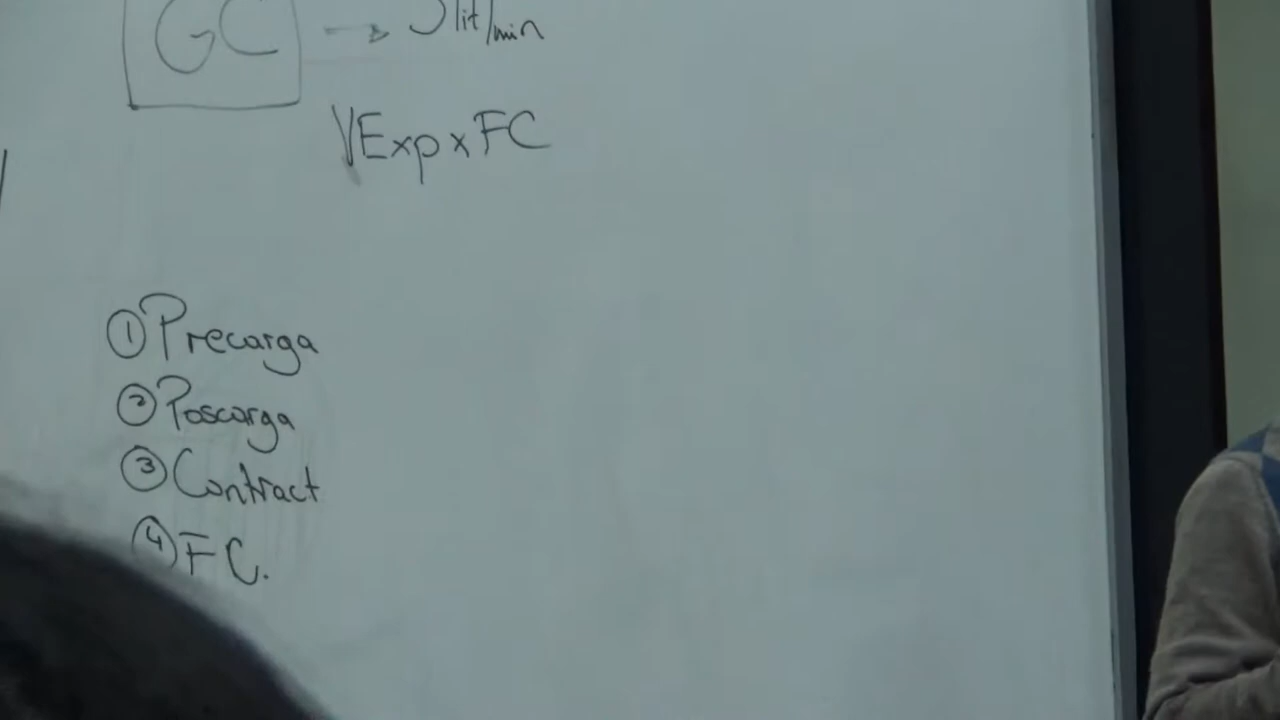 GC → 5 lit/min
VExp x FC
① Precarga
② Poscarga
③ Contract
④ FC.